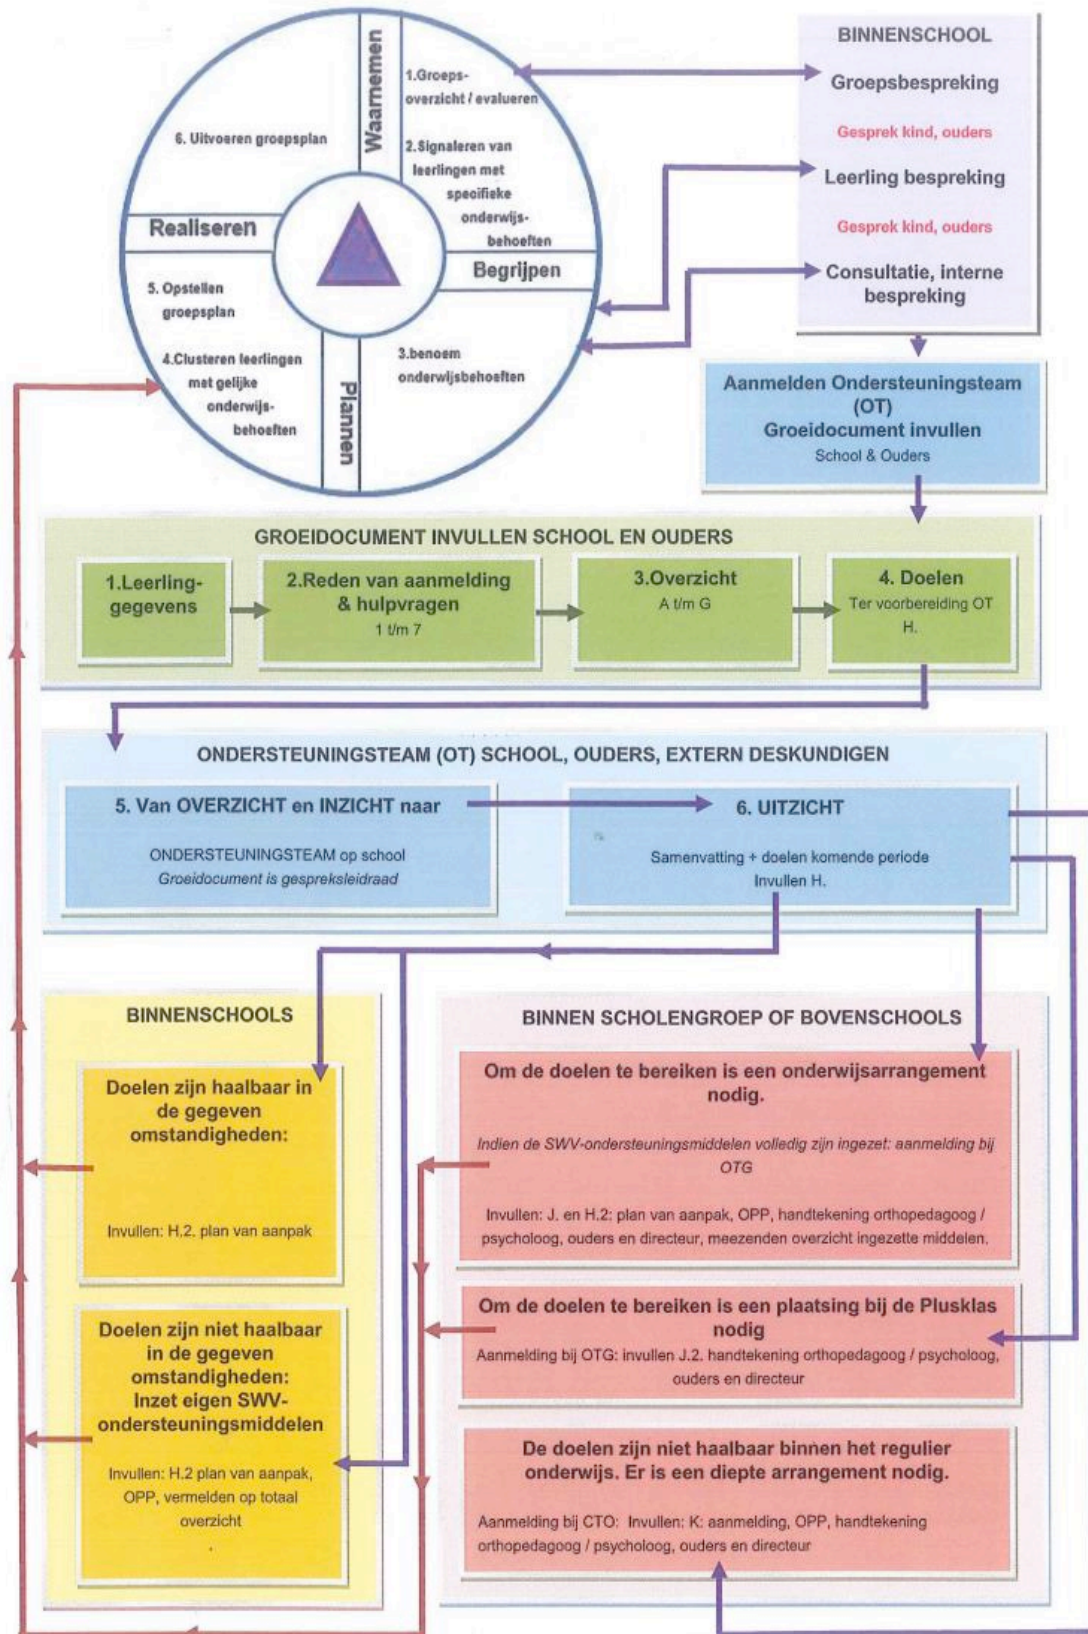 Waarnemen
1.Groeps-
overzicht / evalueren
2.Signaleren van
leerlingen met
specifieke
onderwijs-
behoeften
Begrijpen
3.benoem
onderwijsbehoeften
Plannen
4.Clusteren leerlingen
met gelijke
onderwijs-
behoeften
5. Opstellen
groepsplan
Realiseren
6. Uitvoeren groepsplan
BINNENSCHOOL
Groepsbespreking
Gesprek kind, ouders
Leerling bespreking
Gesprek kind, ouders
Consultatie, interne
bespreking
Aanmelden Ondersteuningsteam
(OT)
Groeidocument invullen
School & Ouders
GROEIDOCUMENT INVULLEN SCHOOL EN OUDERS
1.Leerling-
gegevens
2.Reden van aanmelding
& hulpvragen
1 t/m 7
3.Overzicht
A t/m G
4. Doelen
Ter voorbereiding OT
H.
ONDERSTEUNINGSTEAM (OT) SCHOOL, OUDERS, EXTERN DESKUNDIGEN
5. Van OVERZICHT en INZICHT naar
ONDERSTEUNINGSTEAM op school
Groeidocument is gespreksleidraad
6. UITZICHT
Samenvatting + doelen komende periode
Invullen H.
BINNENSCHOOLS
Doelen zijn haalbaar in
de gegeven
omstandigheden:
Invullen: H.2. plan van aanpak
Doelen zijn niet haalbaar
in de gegeven
omstandigheden:
Inzet eigen SWV-
ondersteuningsmiddelen
Invullen: H.2 plan van aanpak,
OPP, vermelden op totaal
overzicht
.
BINNEN SCHOLENGROEP OF BOVENSCHOOLS
Om de doelen te bereiken is een onderwijsarrangement
nodig.
Indien de SWV-ondersteuningsmiddelen volledig zijn ingezet: aanmelding bij
OTG
Invullen: J. en H.2: plan van aanpak, OPP, handtekening orthopedagoog /
psycholoog, ouders en directeur, meezenden overzicht ingezette middelen.
Om de doelen te bereiken is een plaatsing bij de Plusklas
nodig
Aanmelding bij OTG: invullen J.2. handtekening orthopedagoog / psycholoog,
ouders en directeur
De doelen zijn niet haalbaar binnen het regulier
onderwijs. Er is een diepte arrangement nodig.
Aanmelding bij CTO: Invullen: K: aanmelding, OPP, handtekening
orthopedagoog / psycholoog, ouders en directeur